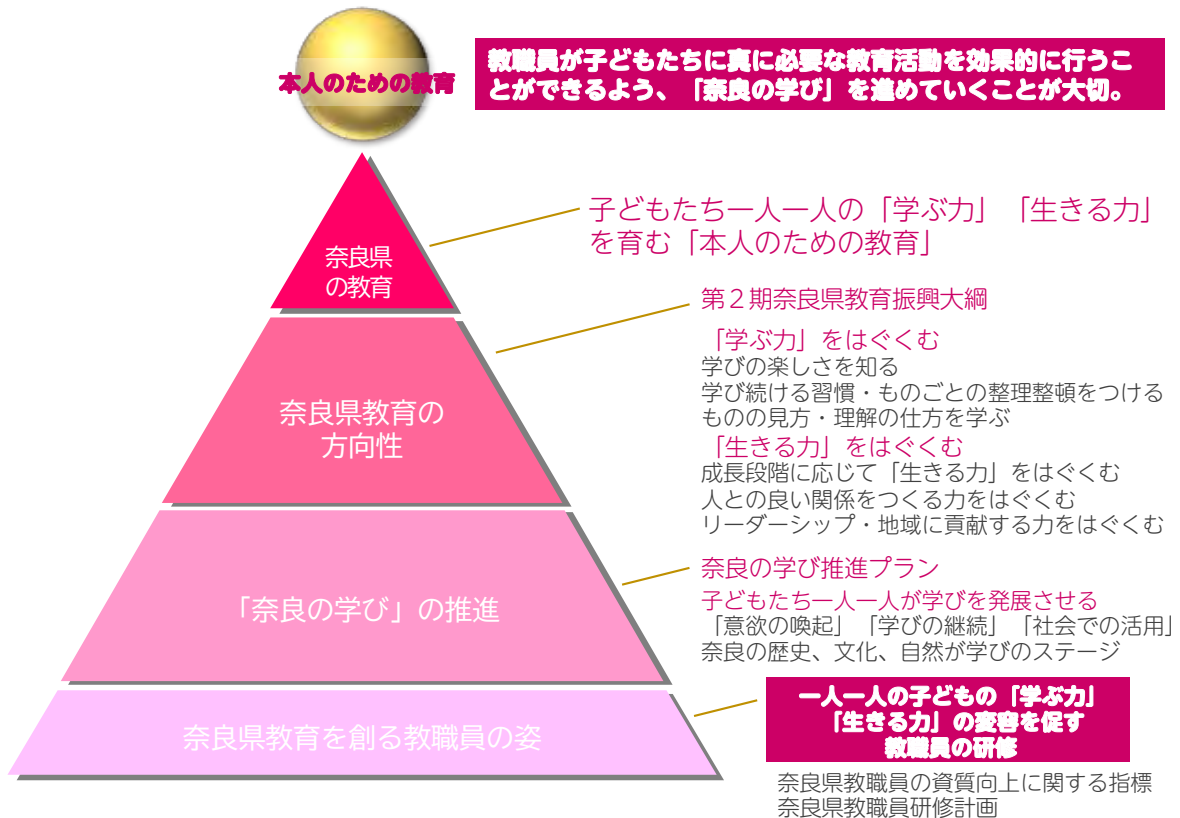 本人のための教育
教職員が子どもたちに真に必要な教育活動を効果的に行うこ
とができるよう、「奈良の学び」を進めていくことが大切。
奈良県
の教育
子どもたち一人一人の「学ぶ力」「生きる力」
を育む「本人のための教育」
奈良県教育の
方向性
第２期奈良県教育振興大綱
「学ぶ力」をはぐくむ
学びの楽しさを知る
学び続ける習慣・ものごとの整理整頓をつける
ものの見方・理解の仕方を学ぶ
「生きる力」をはぐくむ
成長段階に応じて「生きる力」をはぐくむ
人との良い関係をつくる力をはぐくむ
リーダーシップ・地域に貢献する力をはぐくむ
「奈良の学び」の推進
奈良の学び推進プラン
子どもたち一人一人が学びを発展させる
「意欲の喚起」「学びの継続」「社会での活用」
奈良の歴史、文化、自然が学びのステージ
奈良県教育を創る教職員の姿
一人一人の子どもの「学ぶ力」
「生きる力」の変容を促す
教職員の研修
奈良県教職員の資質向上に関する指標
奈良県教職員研修計画